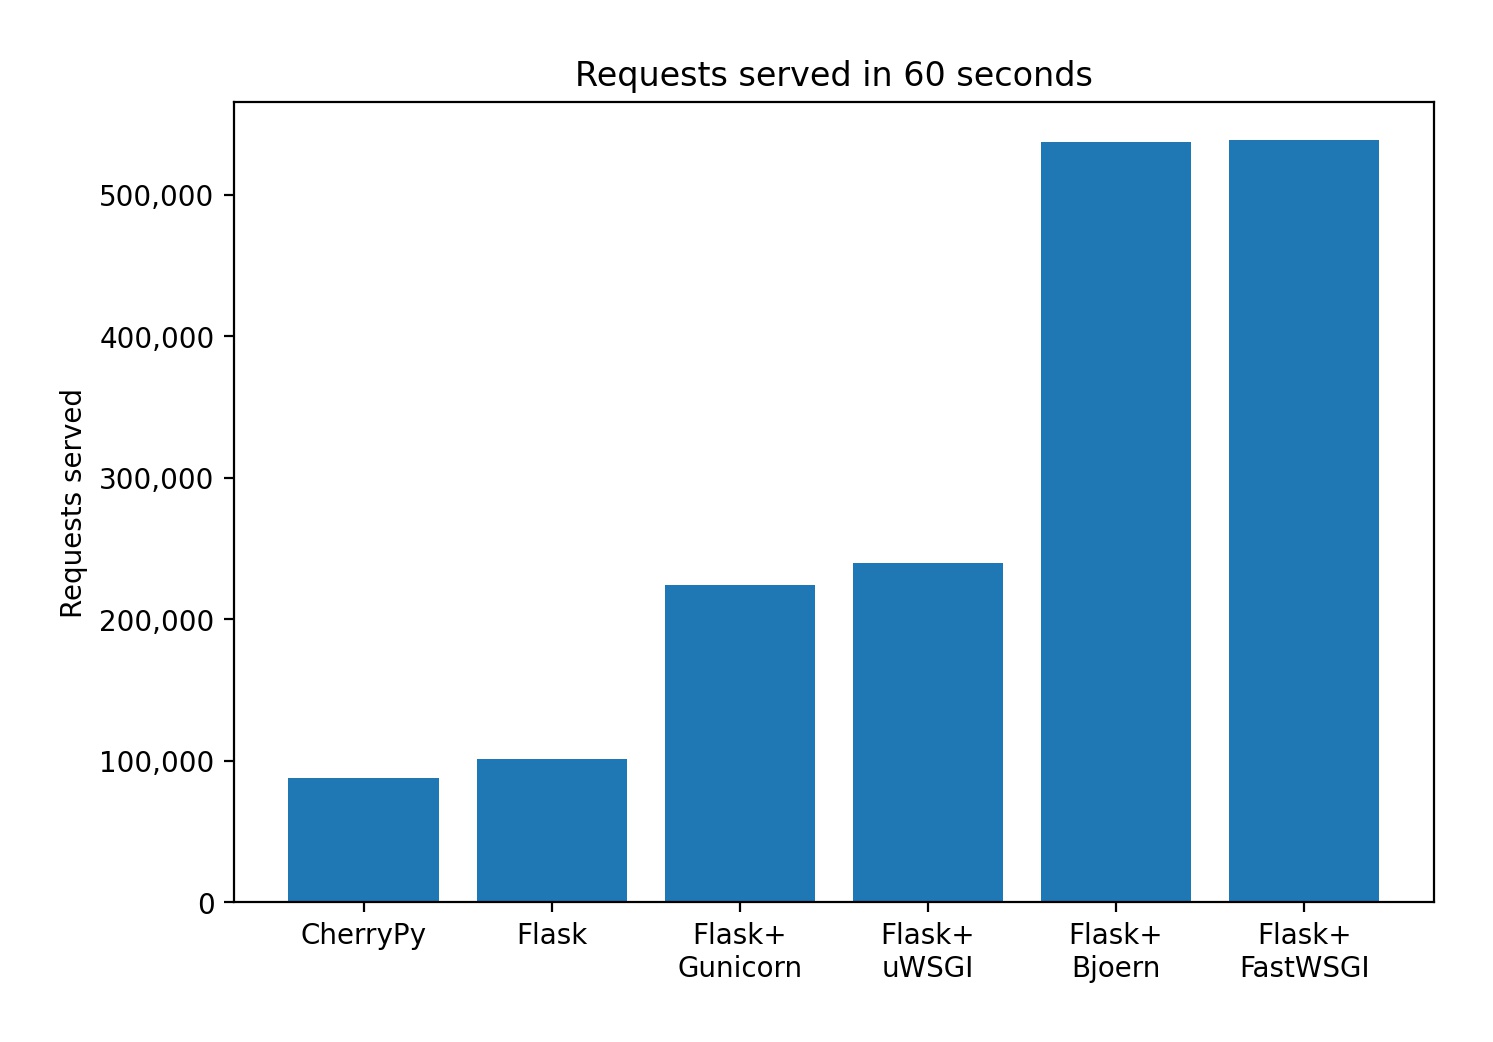 Requests served in 60 seconds
Requests served
500,000
400,000
300,000
200,000
100,000
0
CherryPy
Flask
Flask+
Gunicorn
Flask+
uWSGI
Flask+
Bjoern
Flask+
FastWSGI